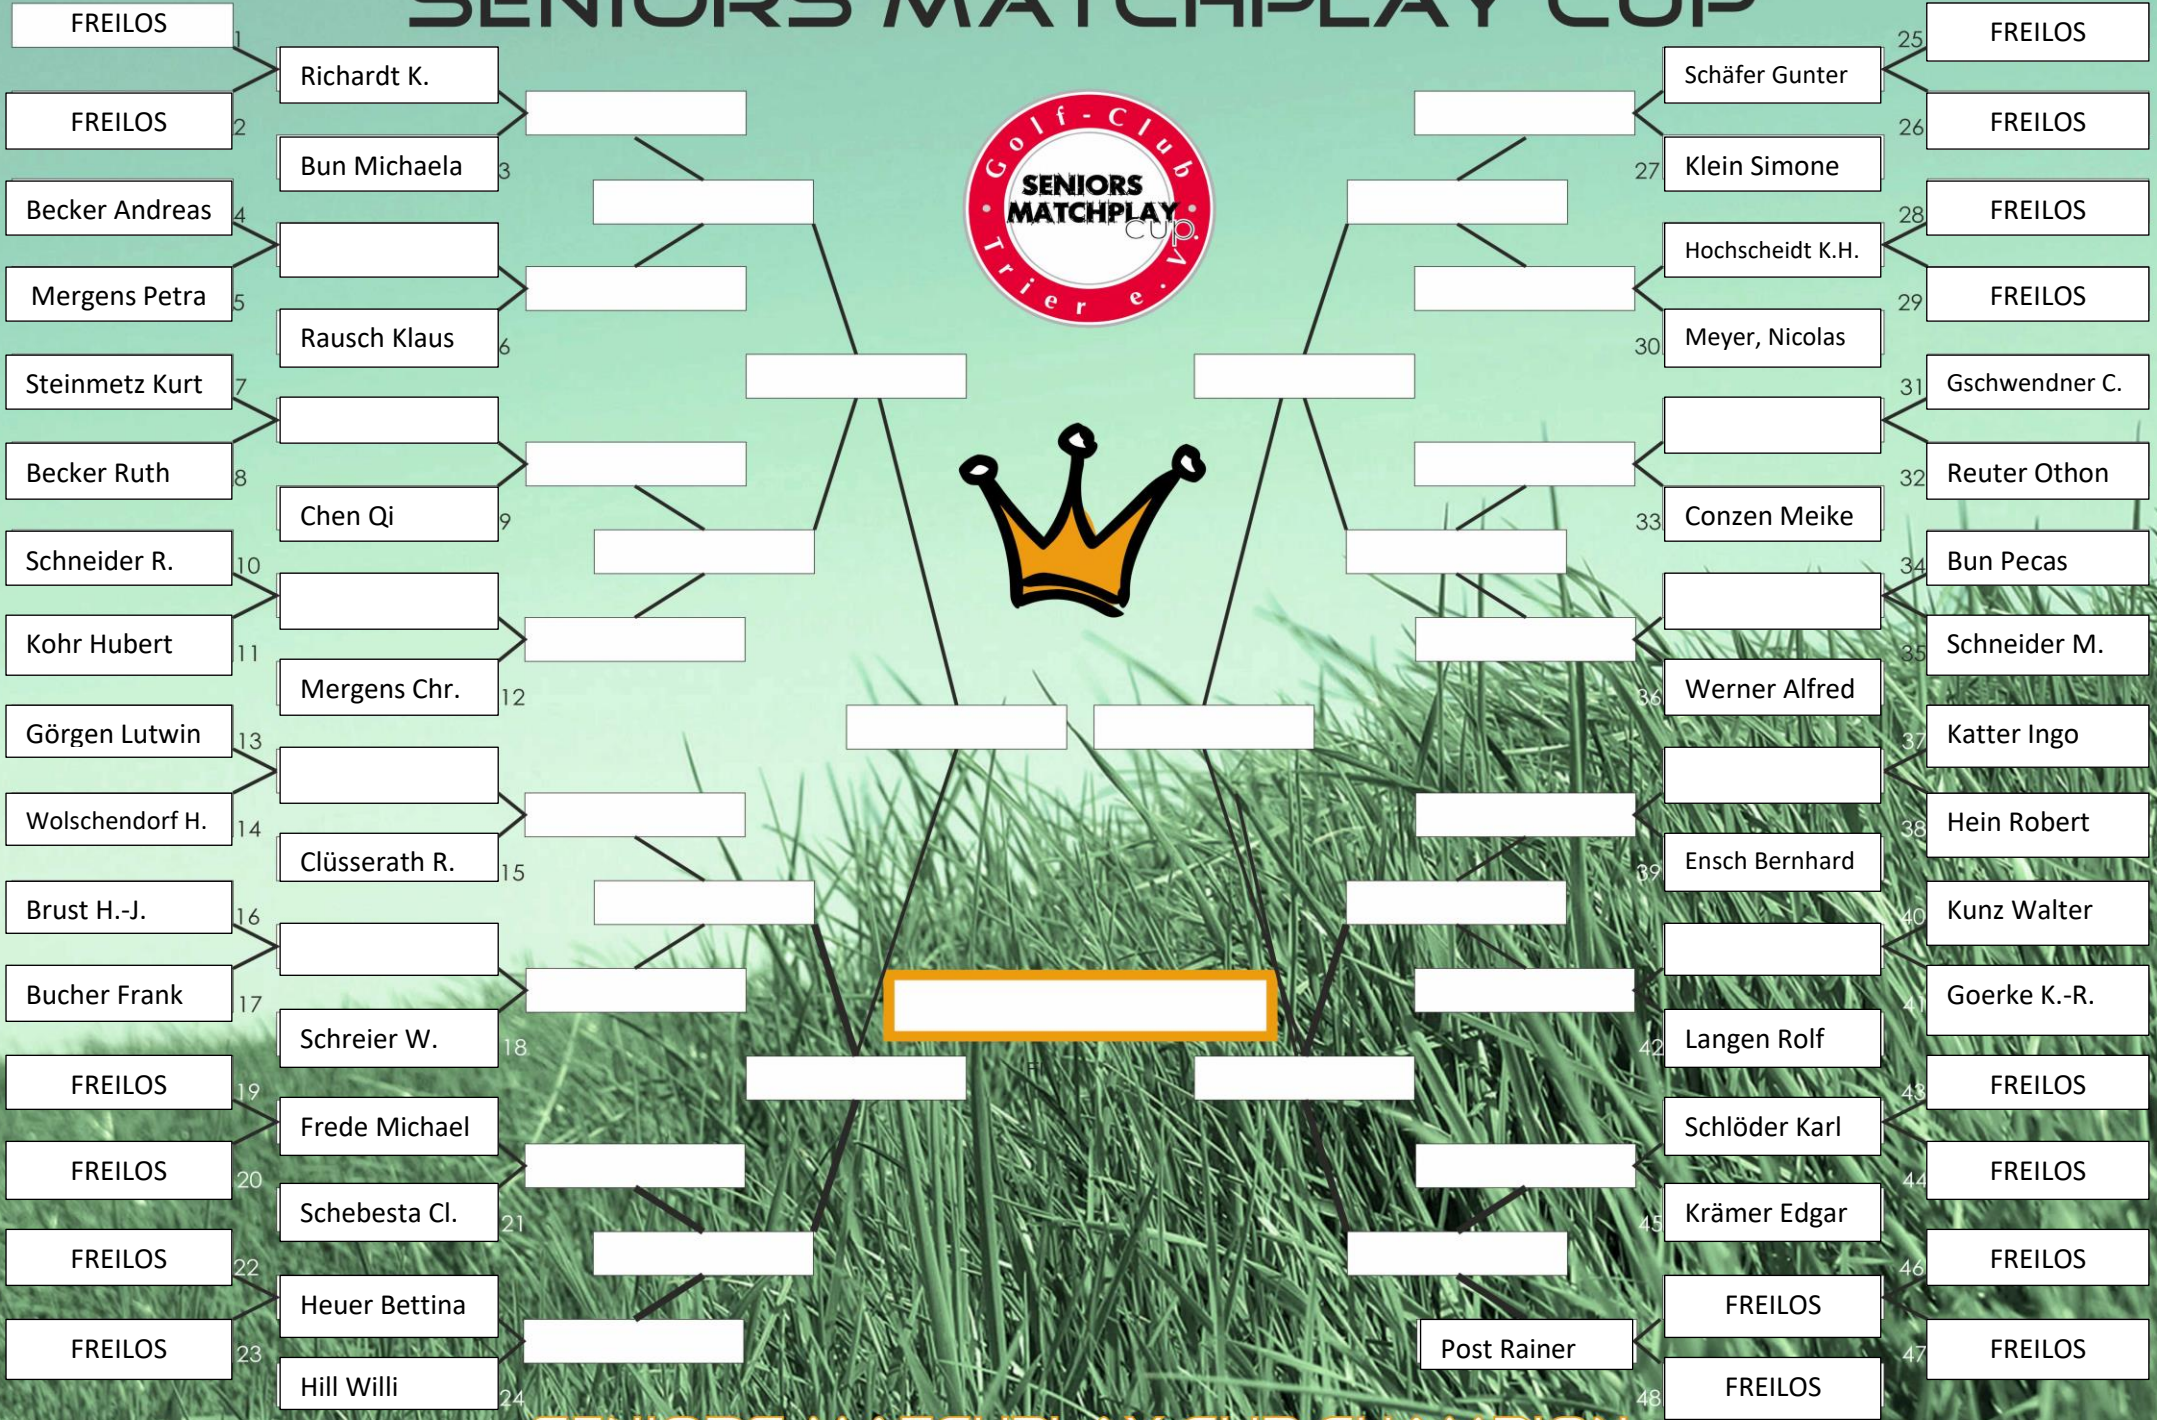 SENIORS MATCHPLAY CUP
FREILOS
1
FREILOS
2
Richardt K.
Bun Michaela
3
Becker Andreas
4
Mergens Petra
5
Rausch Klaus
6
Steinmetz Kurt
7
Becker Ruth
8
Chen Qi
9
Schneider R.
10
Kohr Hubert
11
Mergens Chr.
12
Görgen Lutwin
13
Wolschendorf H.
14
Clüsserath R.
15
Brust H.-J.
16
Bucher Frank
17
Schreier W.
18
FREILOS
19
FREILOS
20
Frede Michael
Schebesta Cl.
21
FREILOS
22
FREILOS
23
Heuer Bettina
Hill Willi
24
Golf-Club
SENIORS
MATCHPLAY
CUP
Trier e.V.
Schäfer Gunter
25
FREILOS
26
FREILOS
27
Klein Simone
28
FREILOS
Hochscheidt K.H.
29
FREILOS
30
Meyer, Nicolas
31
Gschwendner C.
32
Reuter Othon
33
Conzen Meike
34
Bun Pecas
35
Schneider M.
36
Werner Alfred
37
Katter Ingo
38
Hein Robert
39
Ensch Bernhard
40
Kunz Walter
41
Goerke K.-R.
42
Langen Rolf
43
FREILOS
Schlöder Karl
44
FREILOS
45
Krämer Edgar
46
FREILOS
FREILOS
47
FREILOS
Post Rainer
48
FREILOS
SENIORS MATCHPLAY CUP CHAMPION